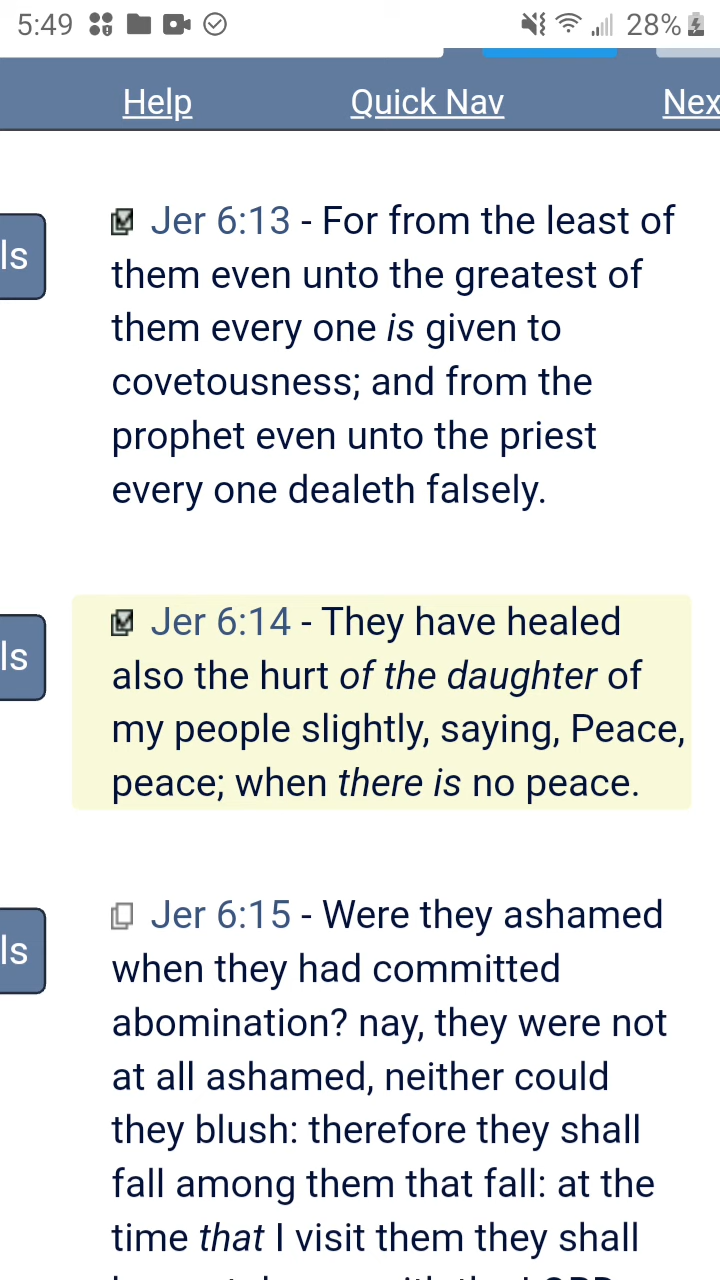 5:49 28%
Help Quick Nav Nex
Jer 6:13 - For from the least of
ls
them even unto the greatest of
them every one is given to
covetousness; and from the
prophet even unto the priest
every one dealeth falsely.
Jer 6:14 - They have healed
ls
also the hurt of the daughter of
my people slightly, saying, Peace,
peace; when there is no peace.
Jer 6:15 - Were they ashamed
ls
when they had committed
abomination? nay, they were not
at all ashamed, neither could
they blush: therefore they shall
fall among them that fall: at the
time that I visit them they shall